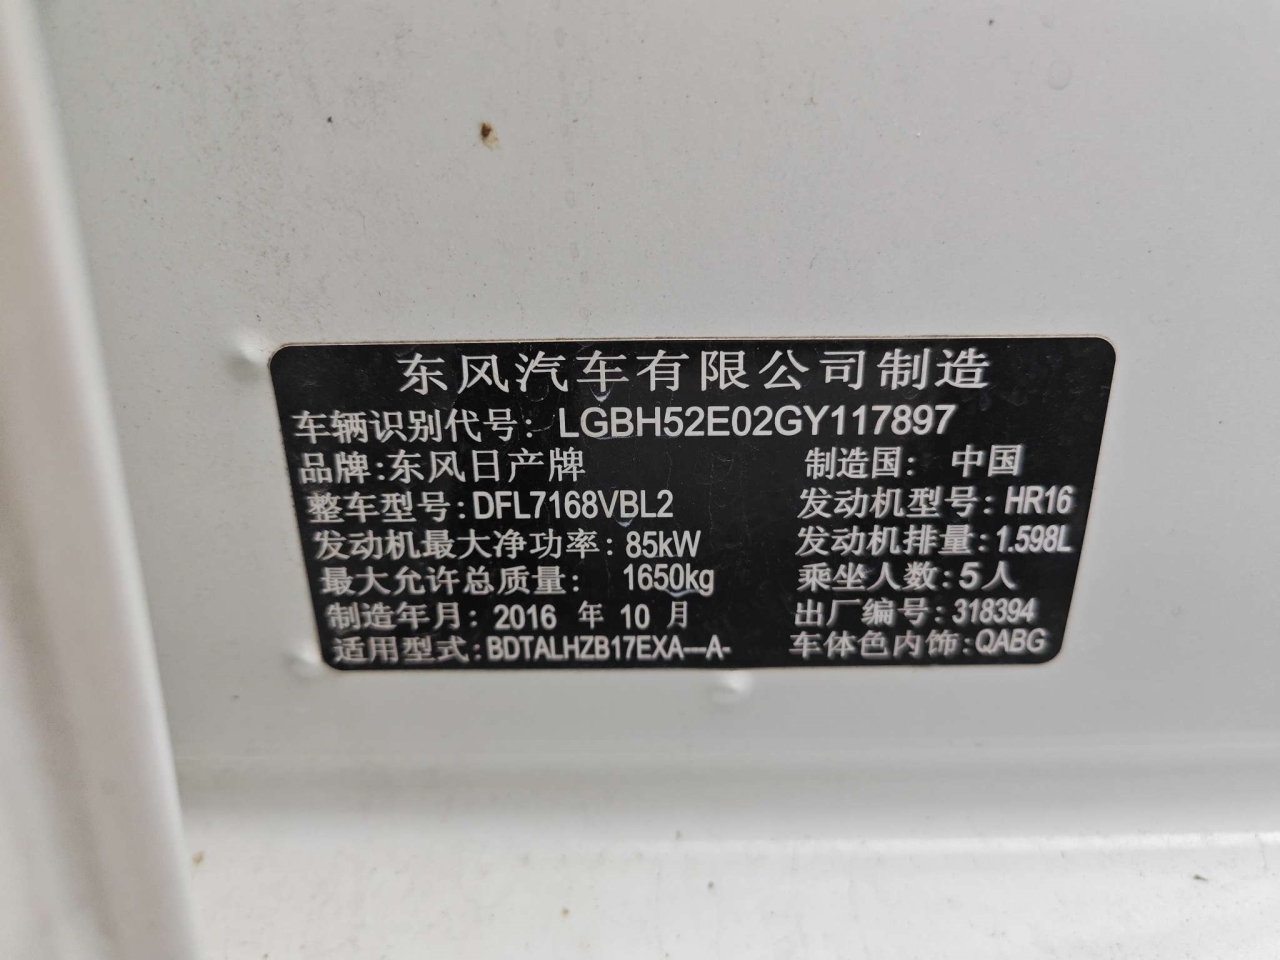 东风汽车有限公司制造
车辆识别代号: LGBH52E02GY117897
品牌:东风日产牌 制造国: 中国
整车型号:DFL7168VBL2 发动机型号:HR16
发动机最大净功率:85kW 发动机排量:1.598L
最大允许总质量: 1650kg 乘坐人数:5人
制造年月:2016 年 10 月 出厂编号:318394
适用型式:BDTALHZB17EXA---A- 车体色内饰:QABG